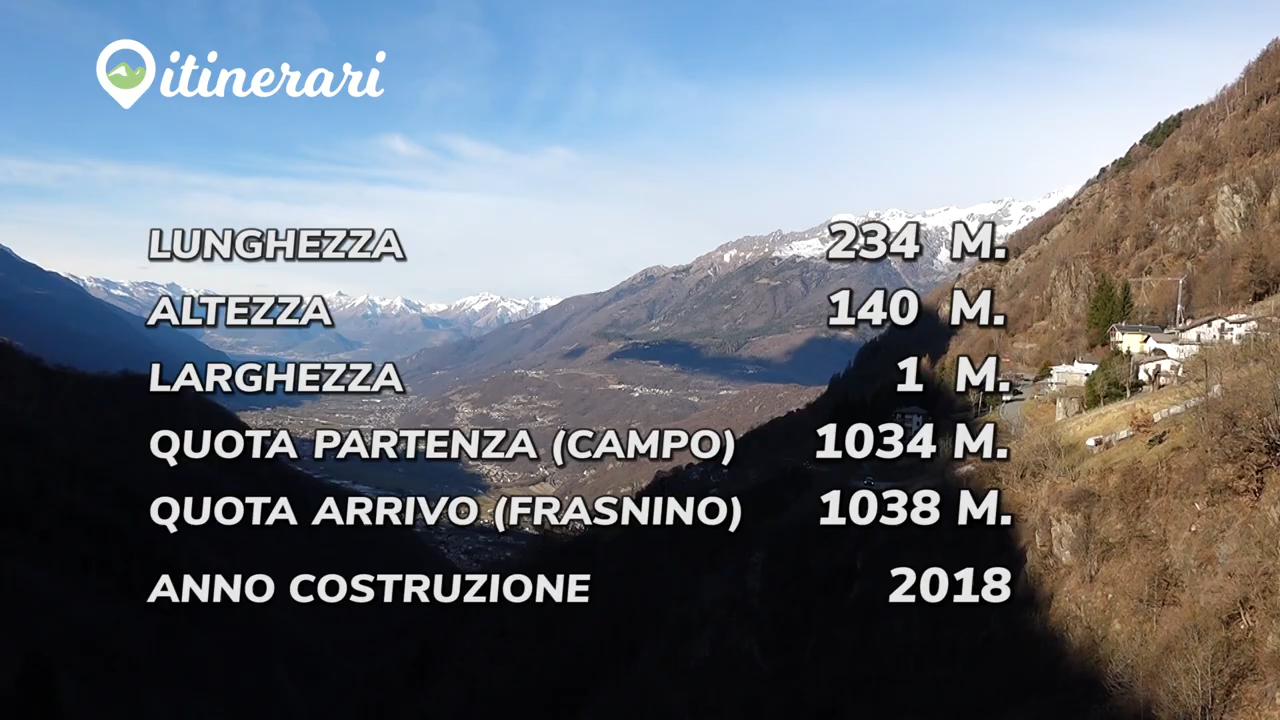 itinerari
LUNGHEZZA 234 M.
ALTEZZA 140 M.
LARGHEZZA 1 M.
QUOTA PARTENZA (CAMPO) 1034 M.
QUOTA ARRIVO (FRASNINO) 1038 M.
ANNO COSTRUZIONE 2018